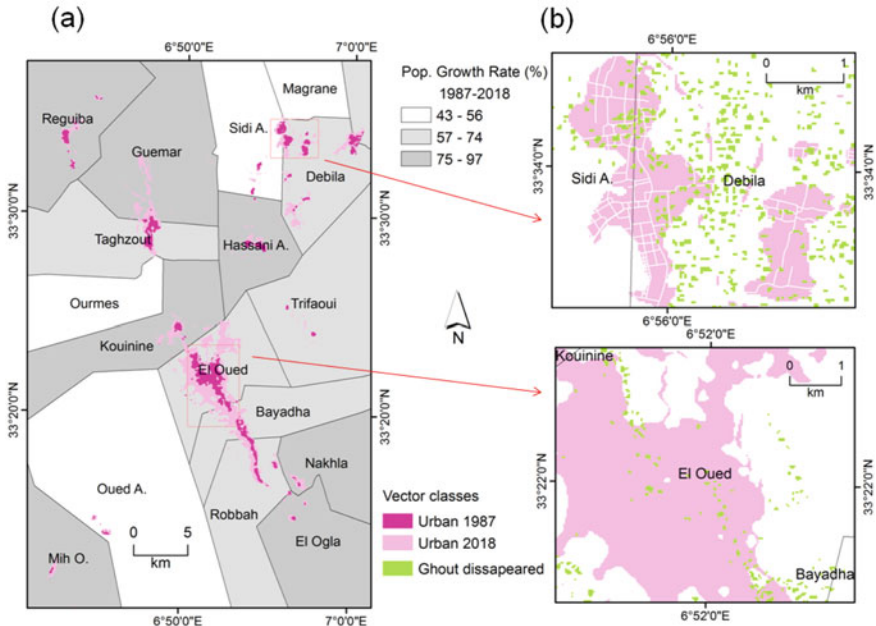 (a)
6°50'0"E
7°0'0"E
Magrane
Reguiba
Sidi A.
Guemar
Debila
33°30'0"N
33°30'0"N
Taghzout
Hassani A.
Ourmes
Trifaoui
Kouinine
El Oued
33°20'0"N
33°20'0"N
Bayadha
Nakhla
Oued A.
Robbah
0 5
km
El Ogla
Mih O.
6°50'0"E
7°0'0"E
Pop. Growth Rate (%)
1987-2018
43 - 56
57 - 74
75 - 97
N
Vector classes
Urban 1987
Urban 2018
Ghout dissapeared
(b)
6°56'0"E
0 1
km
33°34'0"N
33°34'0"N
Sidi A.
Debila
6°56'0"E
6°52'0"E
Kouinine
0 1
km
El Oued
33°22'0"N
33°22'0"N
Bayadha
6°52'0"E